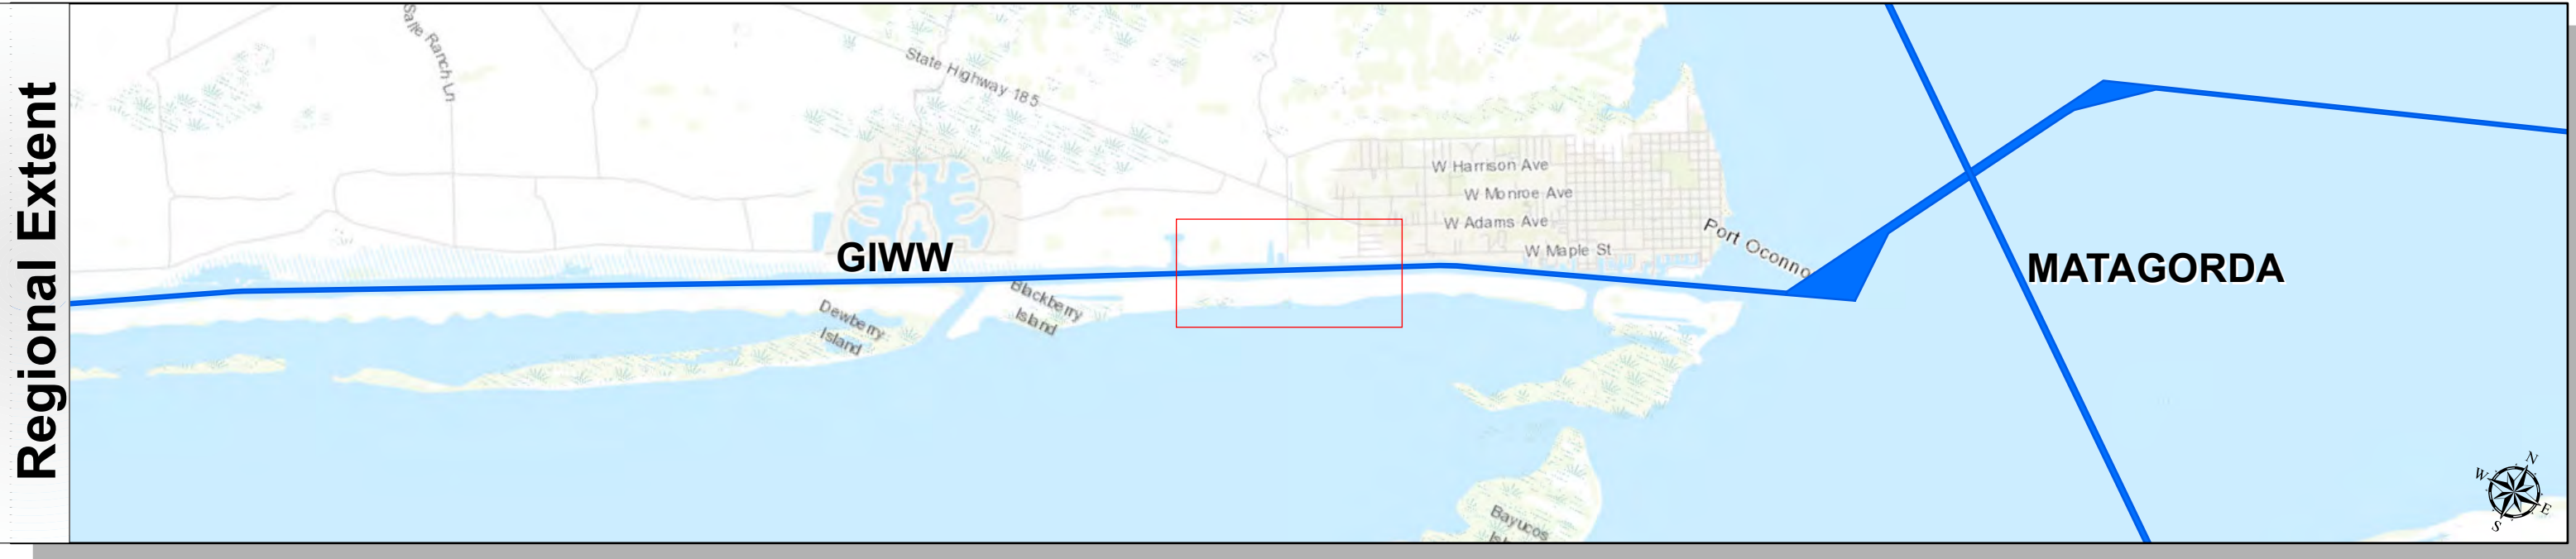 Regional Extent
Salle Ranch Ln
State Highway 185
W Harrison Ave
W Monroe Ave
W Adams Ave
W Maple St
Port Oconno
GIWW
MATAGORDA
Blackberry
Island
Dewberry
Island
Bayucos
N
W
E
S